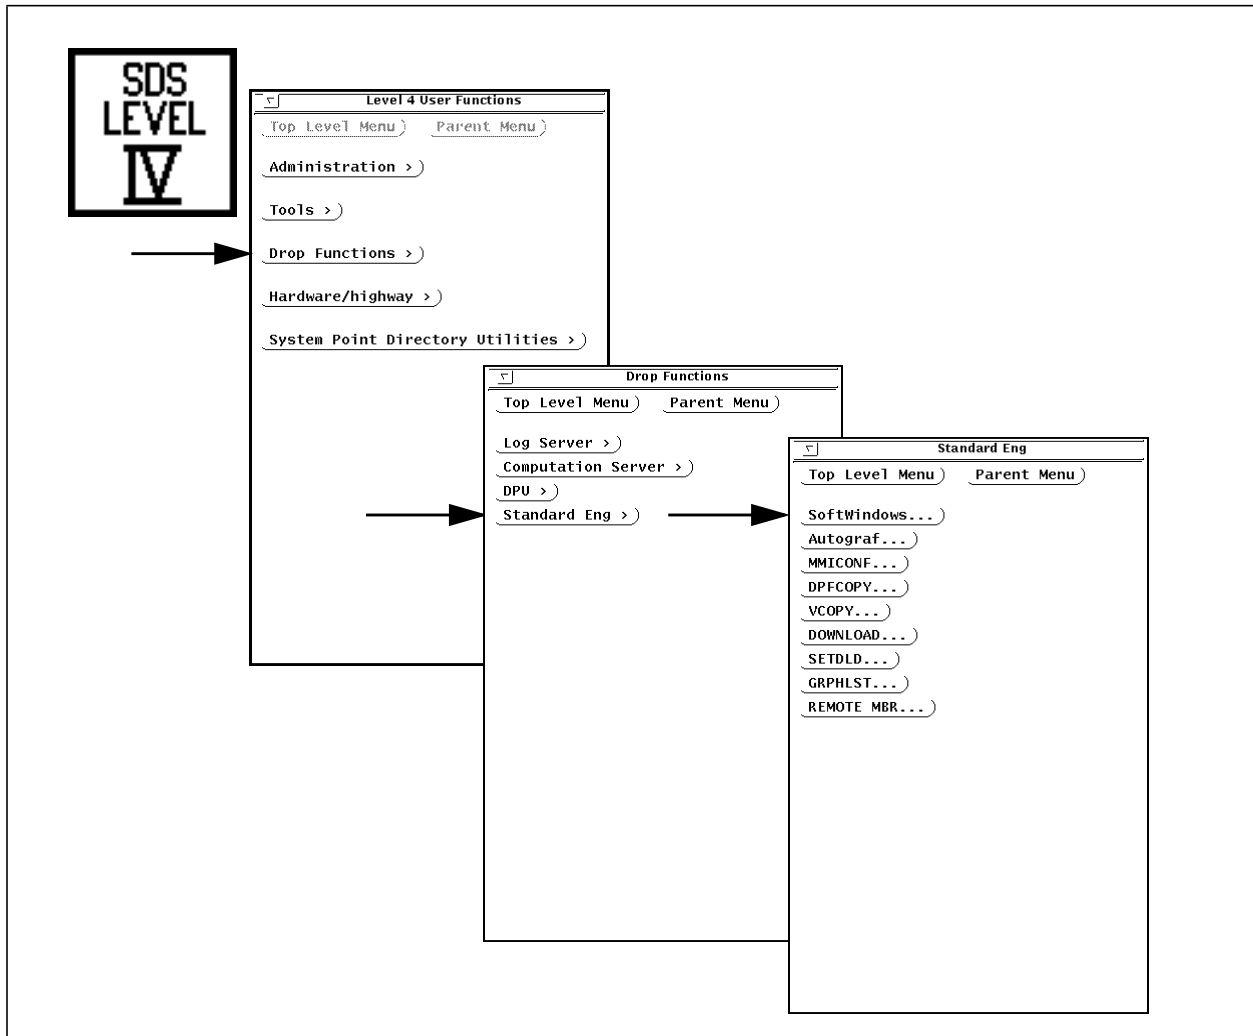 SDS
LEVEL
IV
Level 4 User Functions
Top Level Menu Parent Menu
Administration >
Tools >
Drop Functions >
Hardware/highway >
System Point Directory Utilities >
Drop Functions
Top Level Menu Parent Menu
Log Server >
Computation Server >
DPU >
Standard Eng >
Standard Eng
Top Level Menu Parent Menu
SoftWindows...
Autograf...
MMICONF...
DPFCOPY...
VCOPY...
DOWNLOAD...
SETDLD...
GRPHLST...
REMOTE MBR...